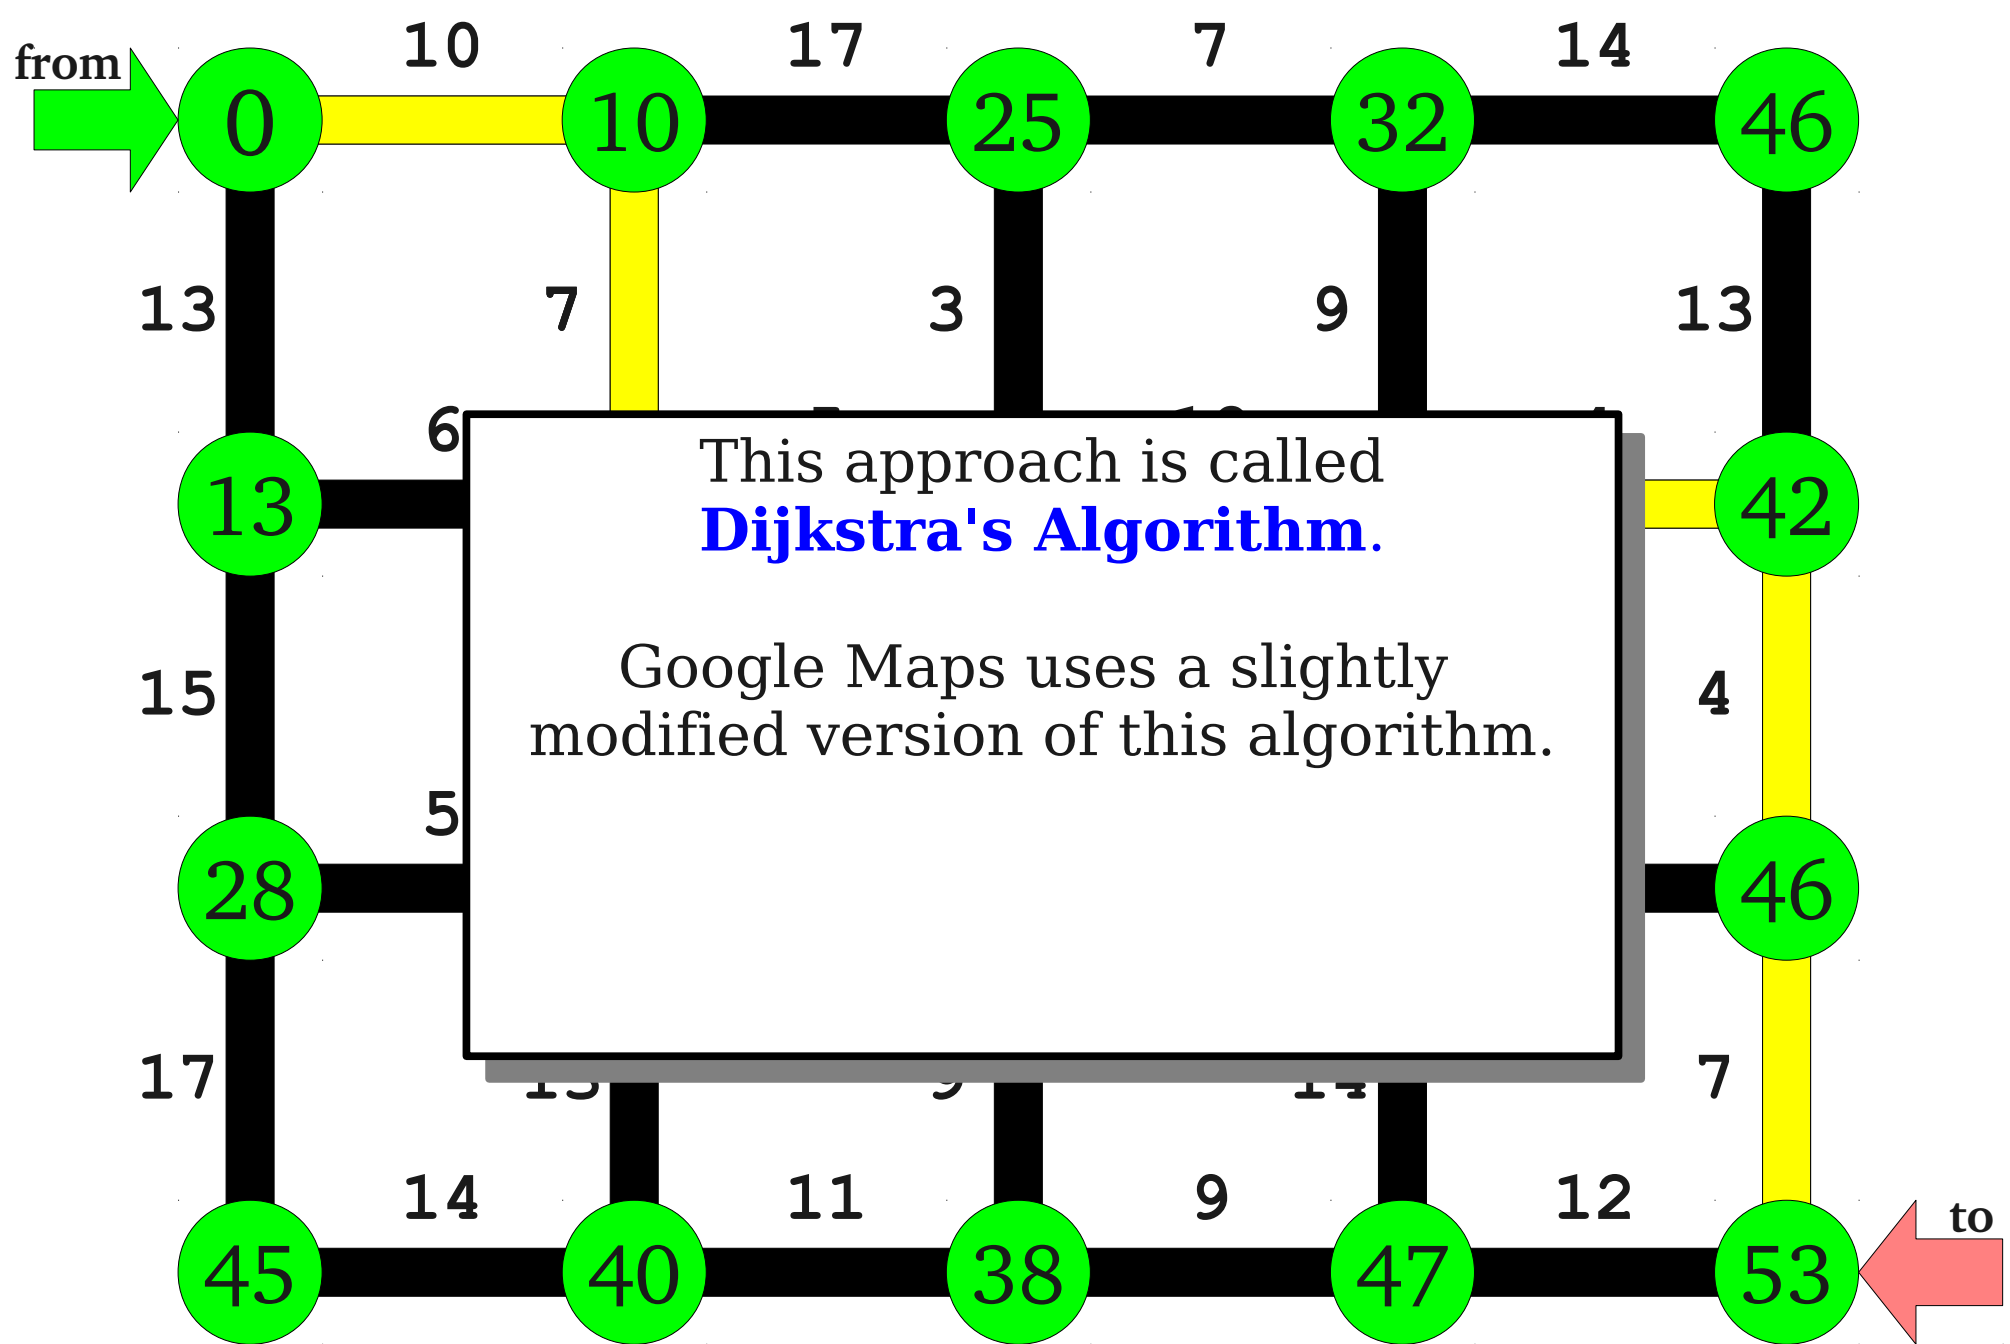 10 17 7 14
from
0 10 25 32 46
13 7 3 9 13
6
This approach is called
13 42
Dijkstra's Algorithm.
Google Maps uses a slightly
15 4
modified version of this algorithm.
5
28 46
17 7
14 11 9 12
to
45 40 38 47 53